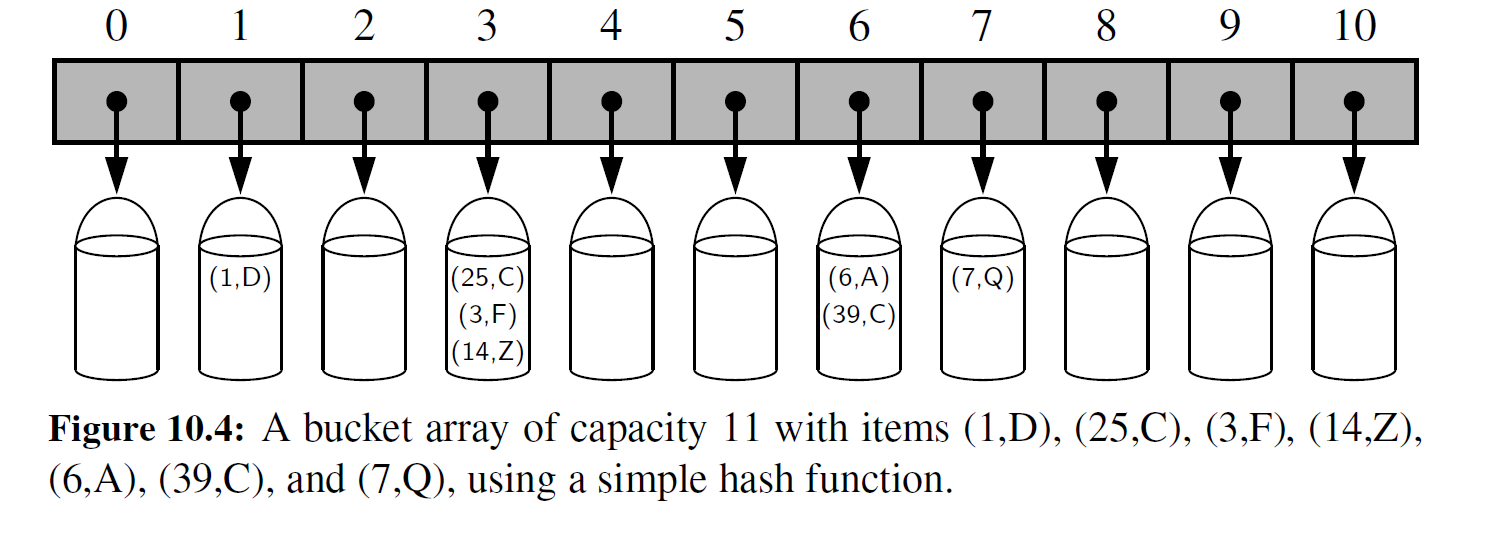 0 1 2 3 4 5 6 7 8 9 10
(1,D) (25,C) (6,A) (7,Q)
(3,F) (39,C)
(14,Z)
Figure 10.4: A bucket array of capacity 11 with items (1,D), (25,C), (3,F), (14,Z),
(6,A), (39,C), and (7,Q), using a simple hash function.